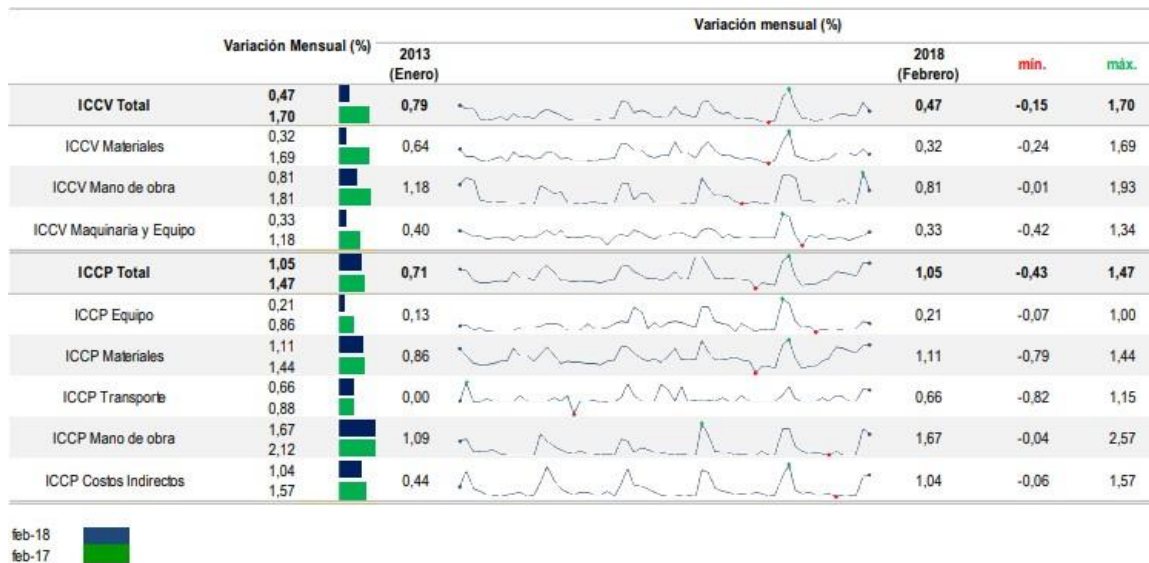 Variación mensual (%)
Variación Mensual (%) 2013 2018 mín. máx.
(Enero) (Febrero)
ICCV Total 0,47 0,79 0,47 -0,15 1,70
1,70
ICCV Materiales 0,32 0,64 0,32 -0,24 1,69
1,69
ICCV Mano de obra 0,81 1,18 0,81 -0,01 1,93
1,81
ICCV Maquinaria y Equipo 0,33 0,40 0,33 -0,42 1,34
1,18
ICCP Total 1,05 0,71 1,05 -0,43 1,47
1,47
ICCP Equipo 0,21 0,13 0,21 -0,07 1,00
0,86
ICCP Materiales 1,11 0,86 1,11 -0,79 1,44
1,44
ICCP Transporte 0,66 0,00 0,66 -0,82 1,15
0,88
ICCP Mano de obra 1,67 1,09 1,67 -0,04 2,57
2,12
ICCP Costos Indirectos 1,04 0,44 1,04 -0,06 1,57
1,57
feb-18
feb-17